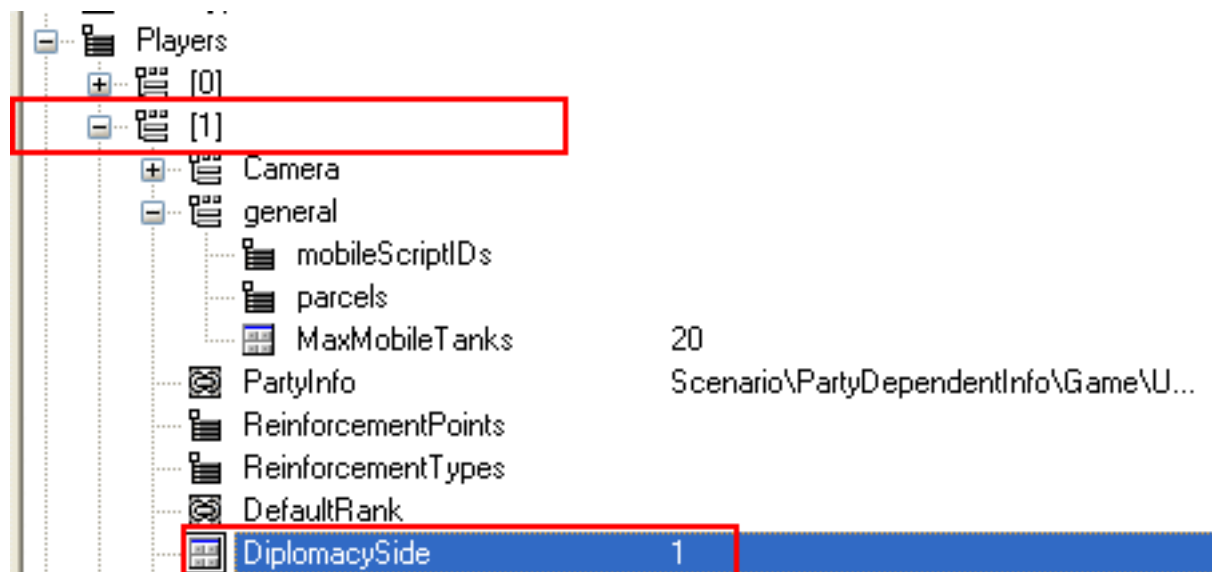 Players
[0]
[1]
Camera
general
mobileScriptIDs
parcels
MaxMobileTanks 20
PartyInfo Scenario\PartyDependentInfo\Game\U...
ReinforcementPoints
ReinforcementTypes
DefaultRank
DiplomacySide 1